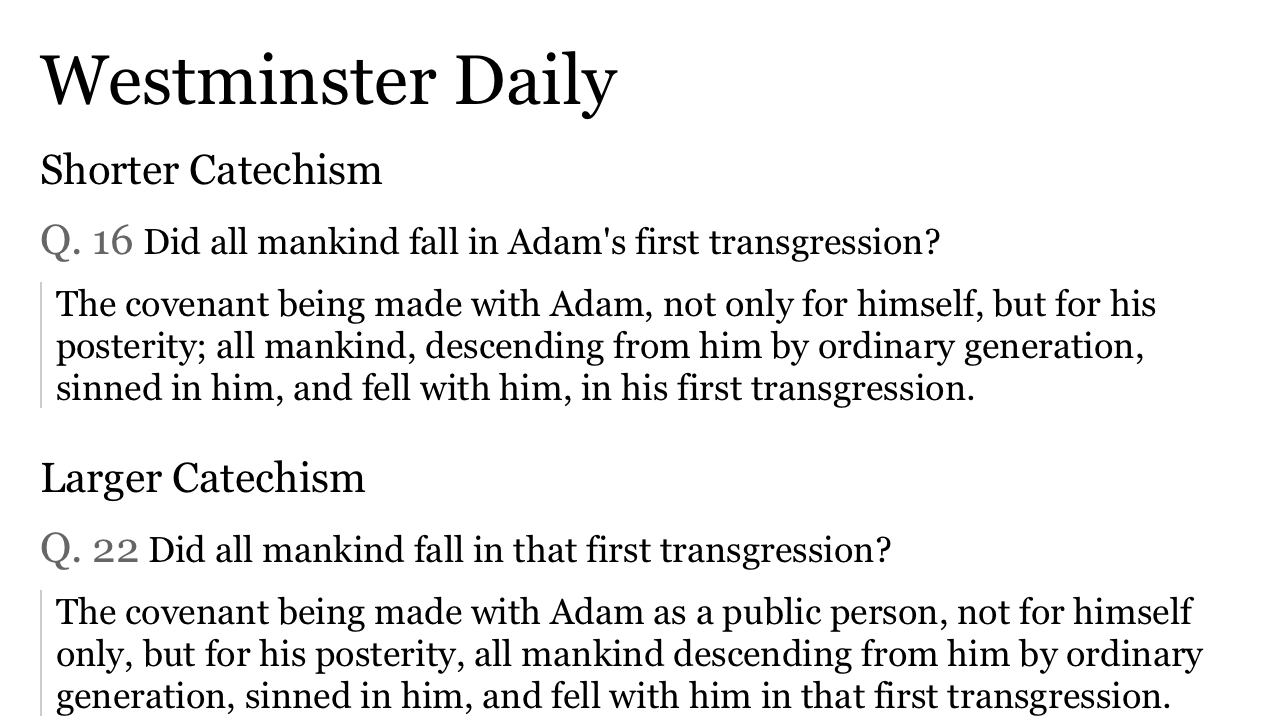 Westminster Daily
Shorter Catechism
Q. 16 Did all mankind fall in Adam's first transgression?
The covenant being made with Adam, not only for himself, but for his
posterity; all mankind, descending from him by ordinary generation,
sinned in him, and fell with him, in his first transgression.
Larger Catechism
Q. 22 Did all mankind fall in that first transgression?
The covenant being made with Adam as a public person, not for himself
only, but for his posterity, all mankind descending from him by ordinary
generation, sinned in him, and fell with him in that first transgression.